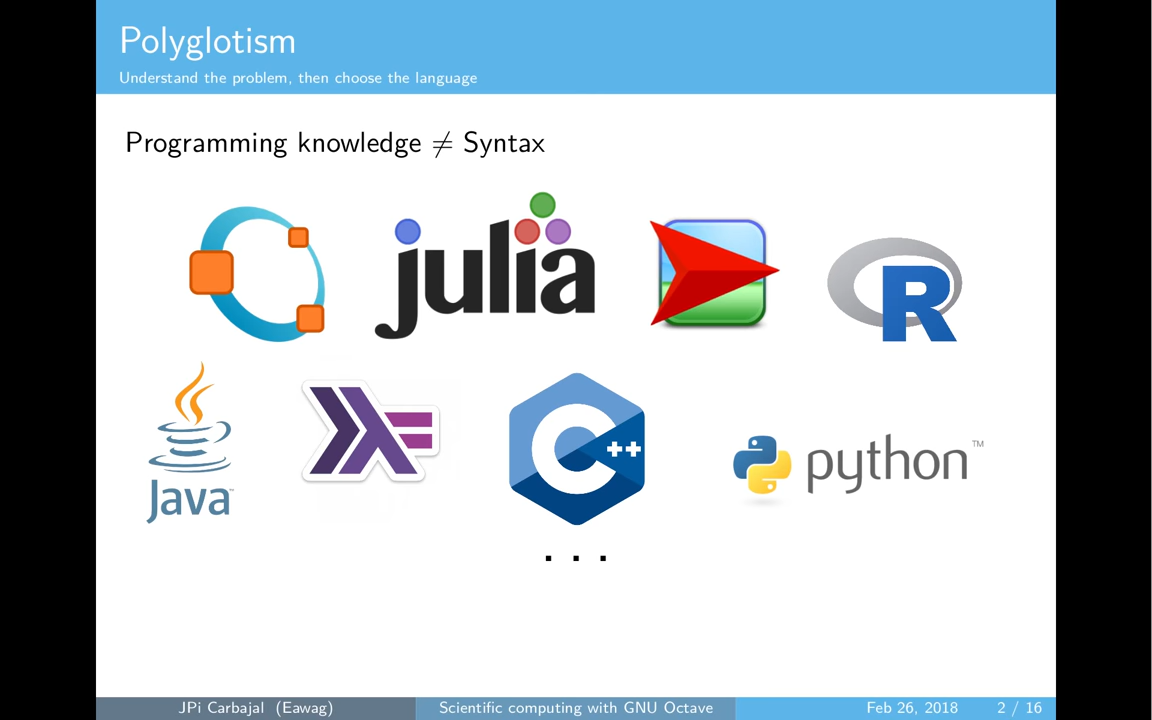 Polyglotism
Understand the problem, then choose the language
Programming knowledge ≠ Syntax
julia
R
Java™
C++
python™
. . .
JPi Carbajal (Eawag)
Scientific computing with GNU Octave
Feb 26, 2018
2 / 16